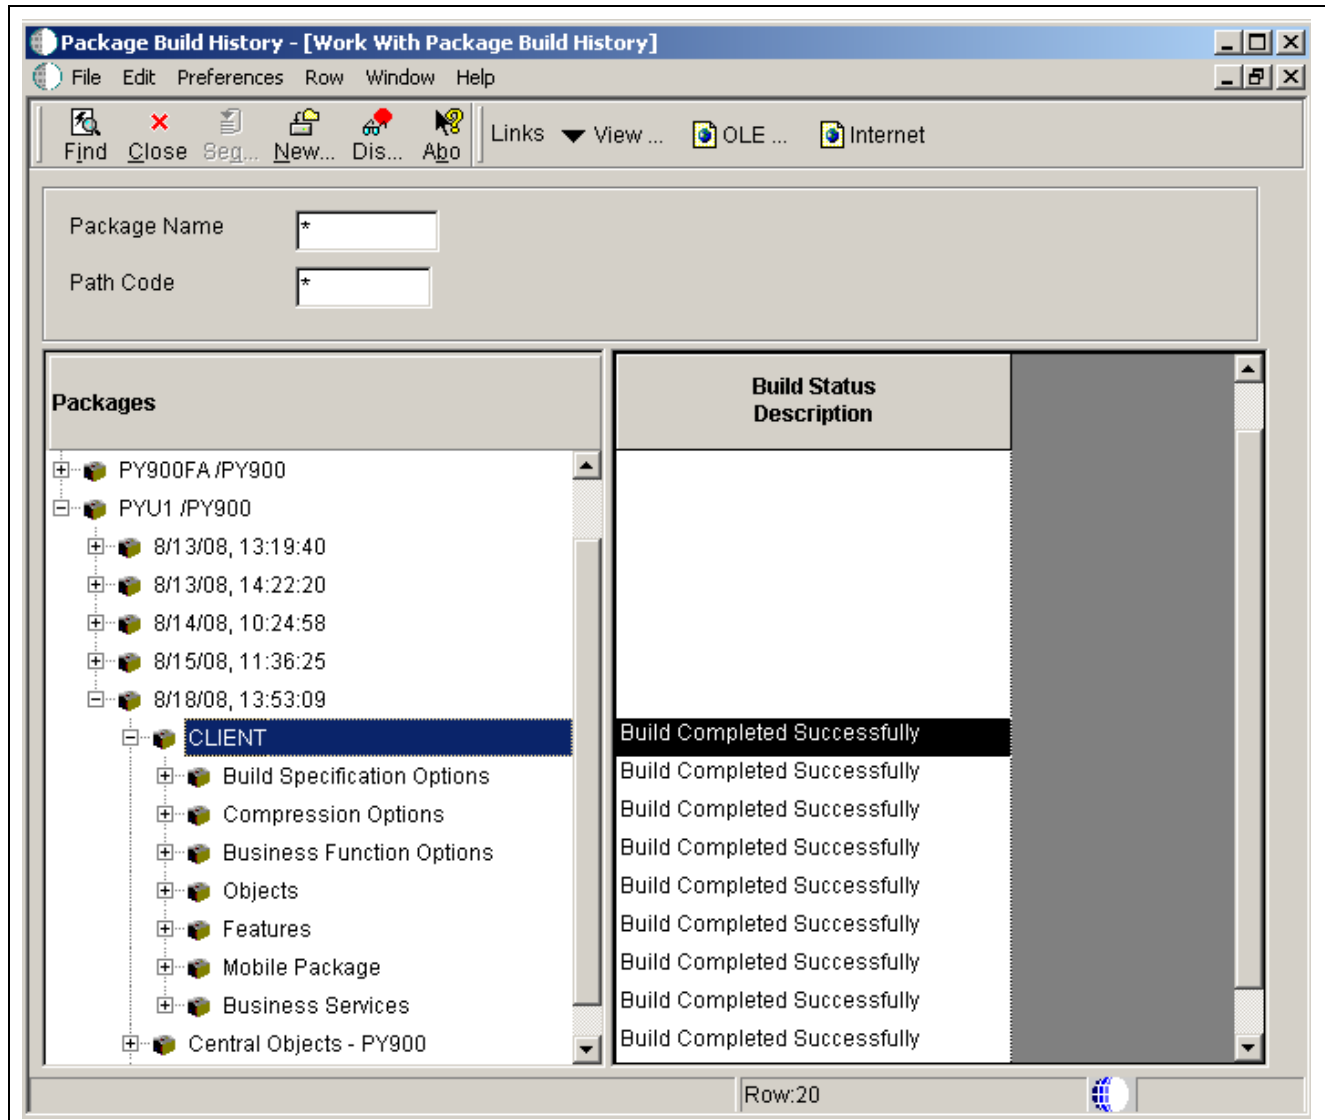 Package Build History - [Work With Package Build History]
File Edit Preferences Row Window Help
Find Close Seq... New... Dis... Abo Links View ... OLE ... Internet
Package Name *
Path Code *
Packages
Build Status
Description
PY900FA /PY900
PYU1 /PY900
8/13/08, 13:19:40
8/13/08, 14:22:20
8/14/08, 10:24:58
8/15/08, 11:36:25
8/18/08, 13:53:09
CLIENT Build Completed Successfully
Build Specification Options Build Completed Successfully
Compression Options Build Completed Successfully
Business Function Options Build Completed Successfully
Objects Build Completed Successfully
Features Build Completed Successfully
Mobile Package Build Completed Successfully
Business Services Build Completed Successfully
Central Objects - PY900 Build Completed Successfully
Row:20